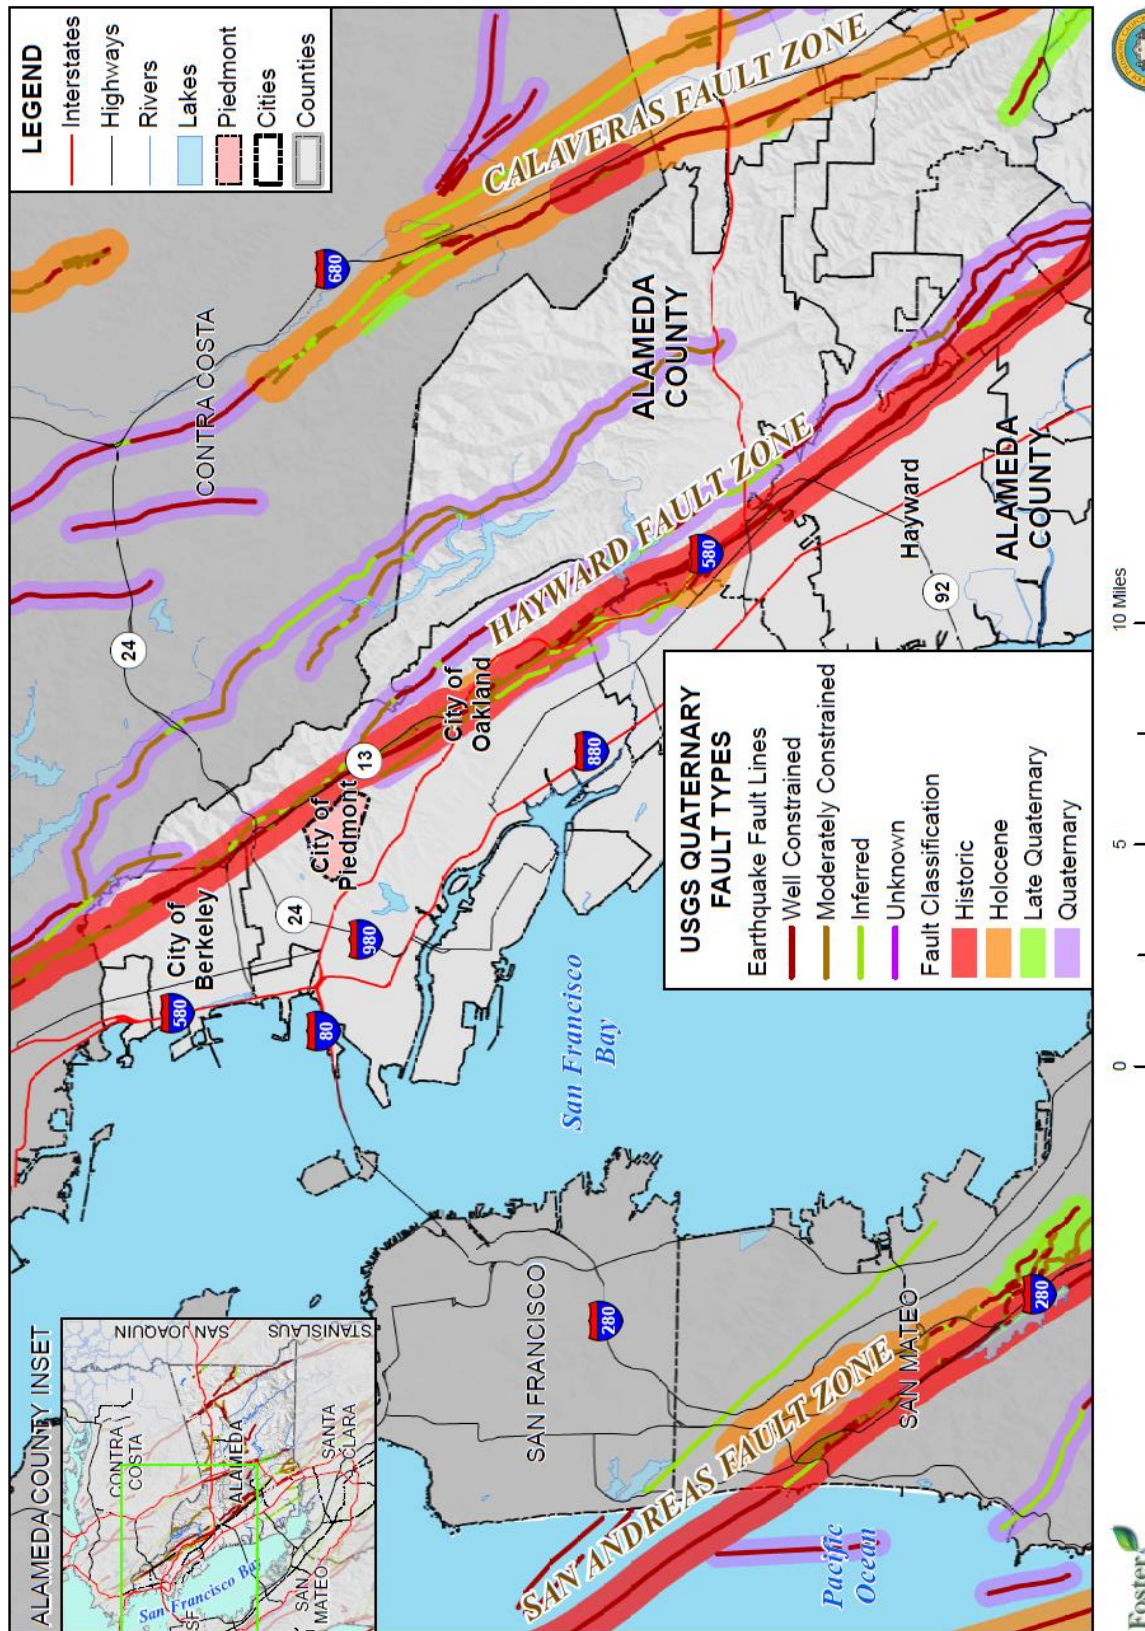 ALAMEDA COUNTY INSET
CONTRA
COSTA
SAN JOAQUIN
ALAMEDA
STANISLAUS
San Francisco Bay
SF
SAN
MATEO
SANTA
CLARA
LEGEND
Interstates
Highways
Rivers
Lakes
Piedmont
Cities
Counties
580
City of
Berkeley
24
CONTRA COSTA
680
80
24
980
City of
Piedmont
13
City of
Oakland
CALAVERAS FAULT ZONE
HAYWARD FAULT ZONE
SAN FRANCISCO
280
San Francisco
Bay
880
580
ALAMEDA
COUNTY
SAN ANDREAS FAULT ZONE
Pacific
Ocean
SAN MATEO
280
Hayward
92
ALAMEDA
COUNTY
USGS QUATERNARY
FAULT TYPES
Earthquake Fault Lines
Well Constrained
Moderately Constrained
Inferred
Unknown
Fault Classification
Historic
Holocene
Late Quaternary
Quaternary
Foster
0
5
10 Miles